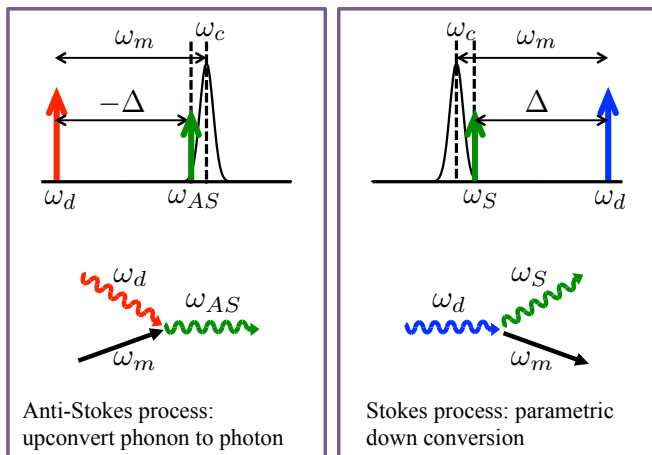 ω_c
ω_m
−Δ
ω_d
ω_AS
ω_d
ω_AS
ω_m
Anti-Stokes process:
upconvert phonon to photon
ω_c
ω_m
Δ
ω_S
ω_d
ω_S
ω_d
ω_m
Stokes process: parametric
down conversion